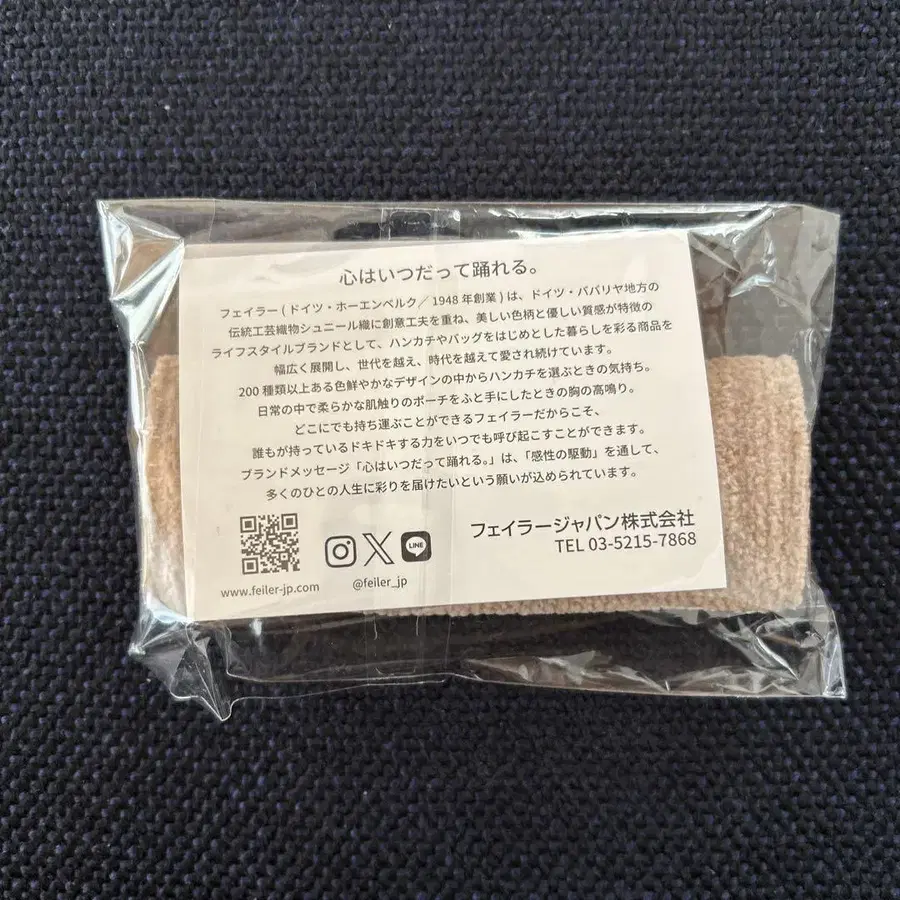 心はいつだって踊れる。
フェイラー ( ドイツ・ホーエンベルク／ 1948 年創業 ) は、ドイツ・ババリヤ地方の
伝統工芸織物シュニール織に創意工夫を重ね、美しい色柄と優しい質感が特徴の
ライフスタイルブランドとして、ハンカチやバッグをはじめとした暮らしを彩る商品を
幅広く展開し、世代を越え、時代を越えて愛され続けています。
200 種類以上ある色鮮やかなデザインの中からハンカチを選ぶときの気持ち。
日常の中で柔らかな肌触りのポーチをふと手にしたときの胸の高鳴り。
どこにでも持ち運ぶことができるフェイラーだからこそ、
誰もが持っているドキドキする力をいつでも呼び起こすことができます。
ブランドメッセージ「心はいつだって踊れる。」は、「感性の駆動」を通して、
多くのひとの人生に彩りを届けたいという願いが込められています。
フェイラージャパン株式会社
TEL 03-5215-7868
LINE
www.feiler-jp.com
@feiler_jp